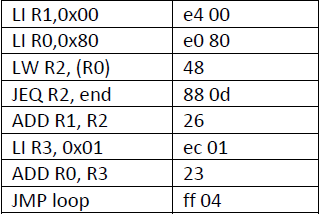 LI R1,0x00 e4 00
LI R0,0x80 e0 80
LW R2, (R0) 48
JEQ R2, end 88 0d
ADD R1, R2 26
LI R3, 0x01 ec 01
ADD R0, R3 23
JMP loop ff 04